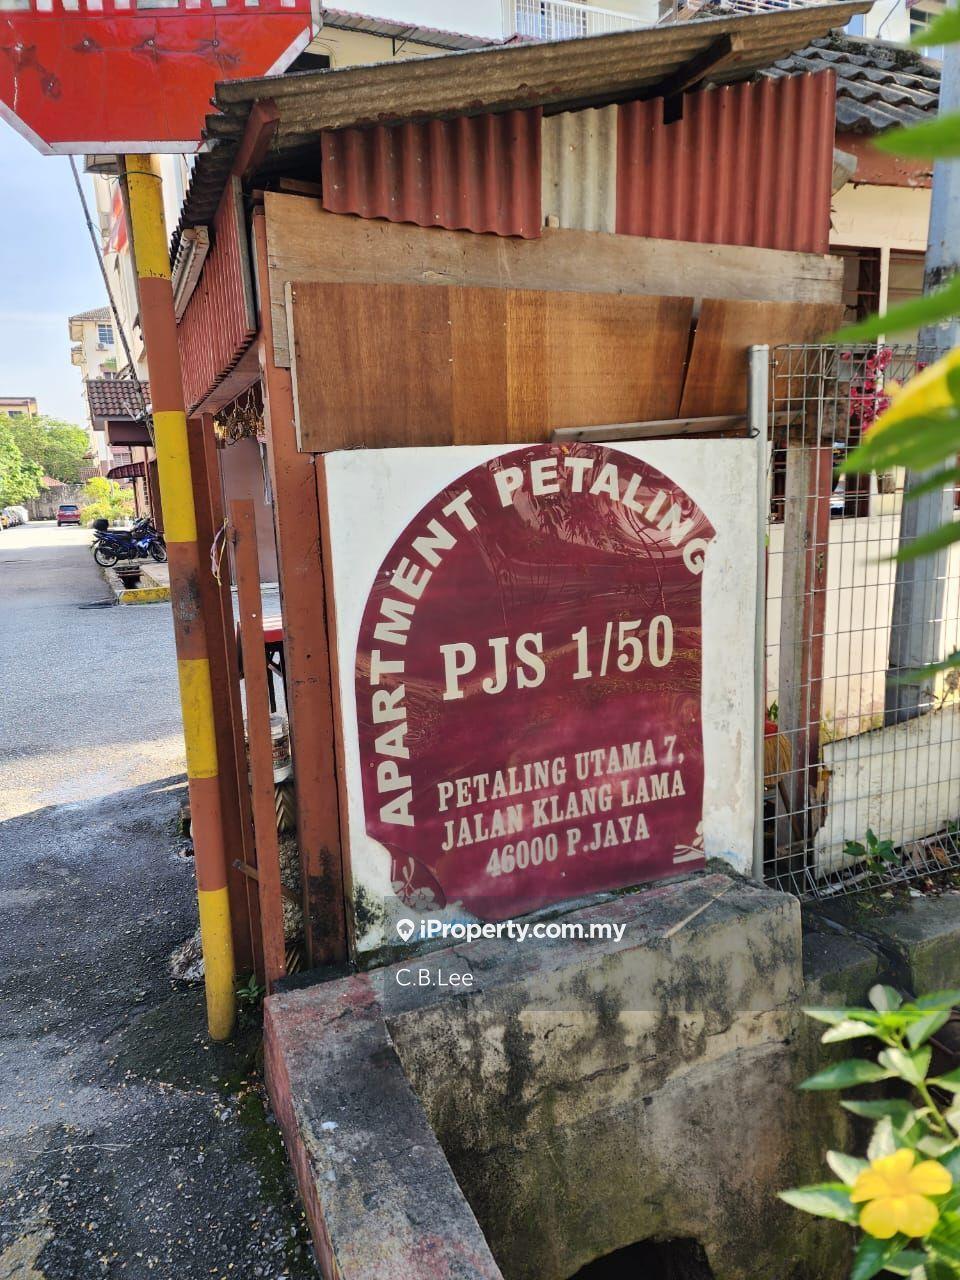 APARTMENT PETALING
PJS 1/50
PETALING UTAMA 7,
JALAN KLANG LAMA
46000 P.JAYA
iProperty.com.my
C.B.Lee